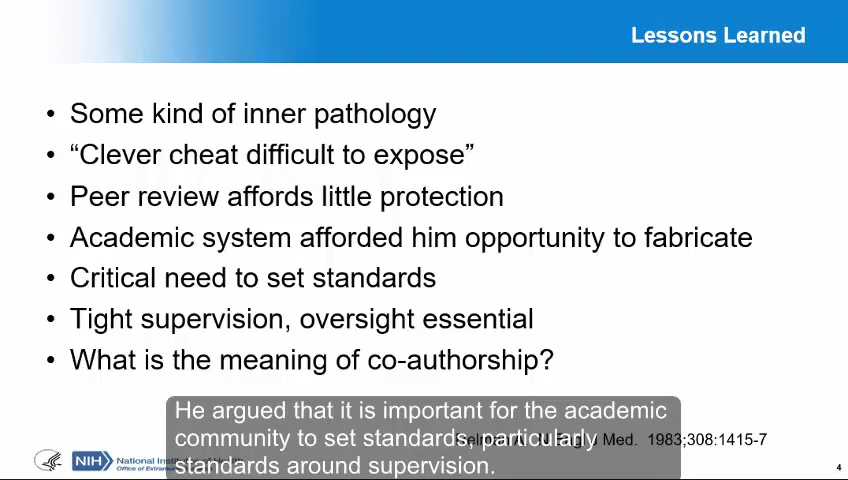 Lessons Learned
• Some kind of inner pathology
• “Clever cheat difficult to expose”
• Peer review affords little protection
• Academic system afforded him opportunity to fabricate
• Critical need to set standards
• Tight supervision, oversight essential
• What is the meaning of co-authorship?
He argued that it is important for the academic
community to set standards, particularly
standards around supervision.
Med. 1983;308:1415-7
NIH
National
Office of
4